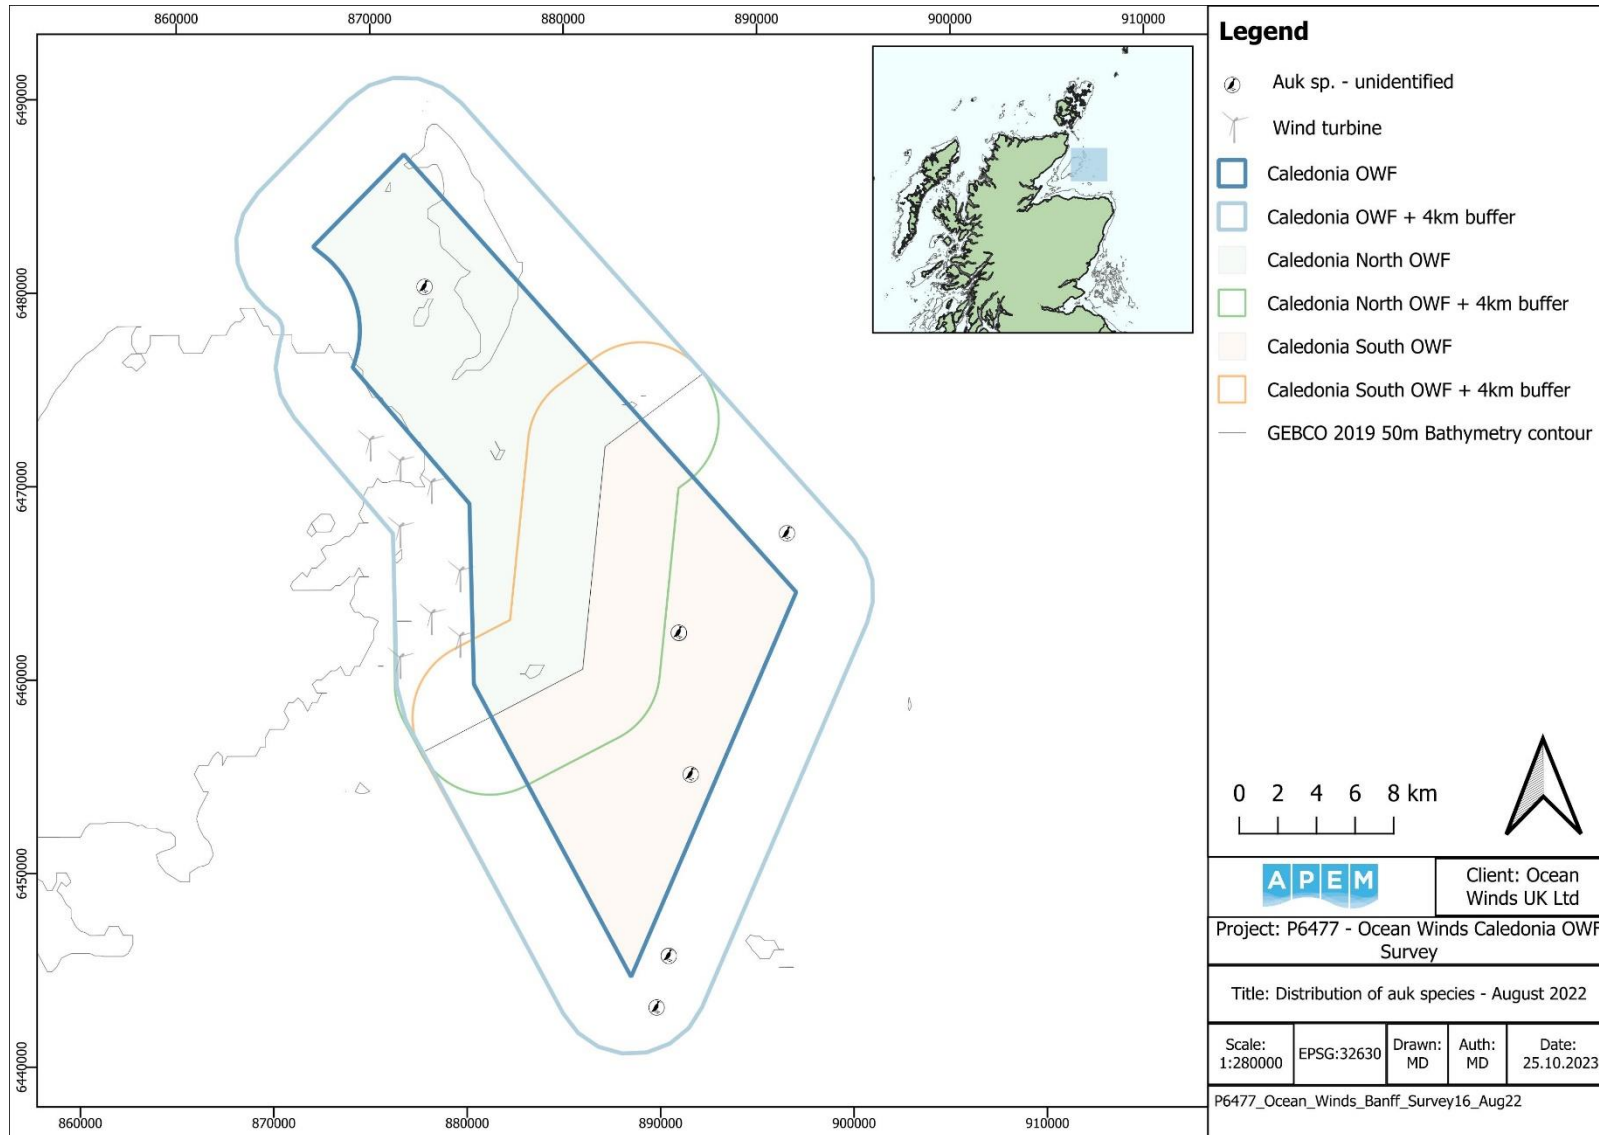 860000 870000 880000 890000 900000 910000
6490000
6480000
6470000
6460000
6450000
6440000
860000 870000 880000 890000 900000 910000
Legend
Auk sp. - unidentified
Wind turbine
Caledonia OWF
Caledonia OWF + 4km buffer
Caledonia North OWF
Caledonia North OWF + 4km buffer
Caledonia South OWF
Caledonia South OWF + 4km buffer
GEBCO 2019 50m Bathymetry contour
0 2 4 6 8 km
APEM
Client: Ocean
Winds UK Ltd
Project: P6477 - Ocean Winds Caledonia OWF
Survey
Title: Distribution of auk species - August 2022
Scale:
1:280000
EPSG:32630
Drawn:
MD
Auth:
MD
Date:
25.10.2023
P6477_Ocean_Winds_Banff_Survey16_Aug22